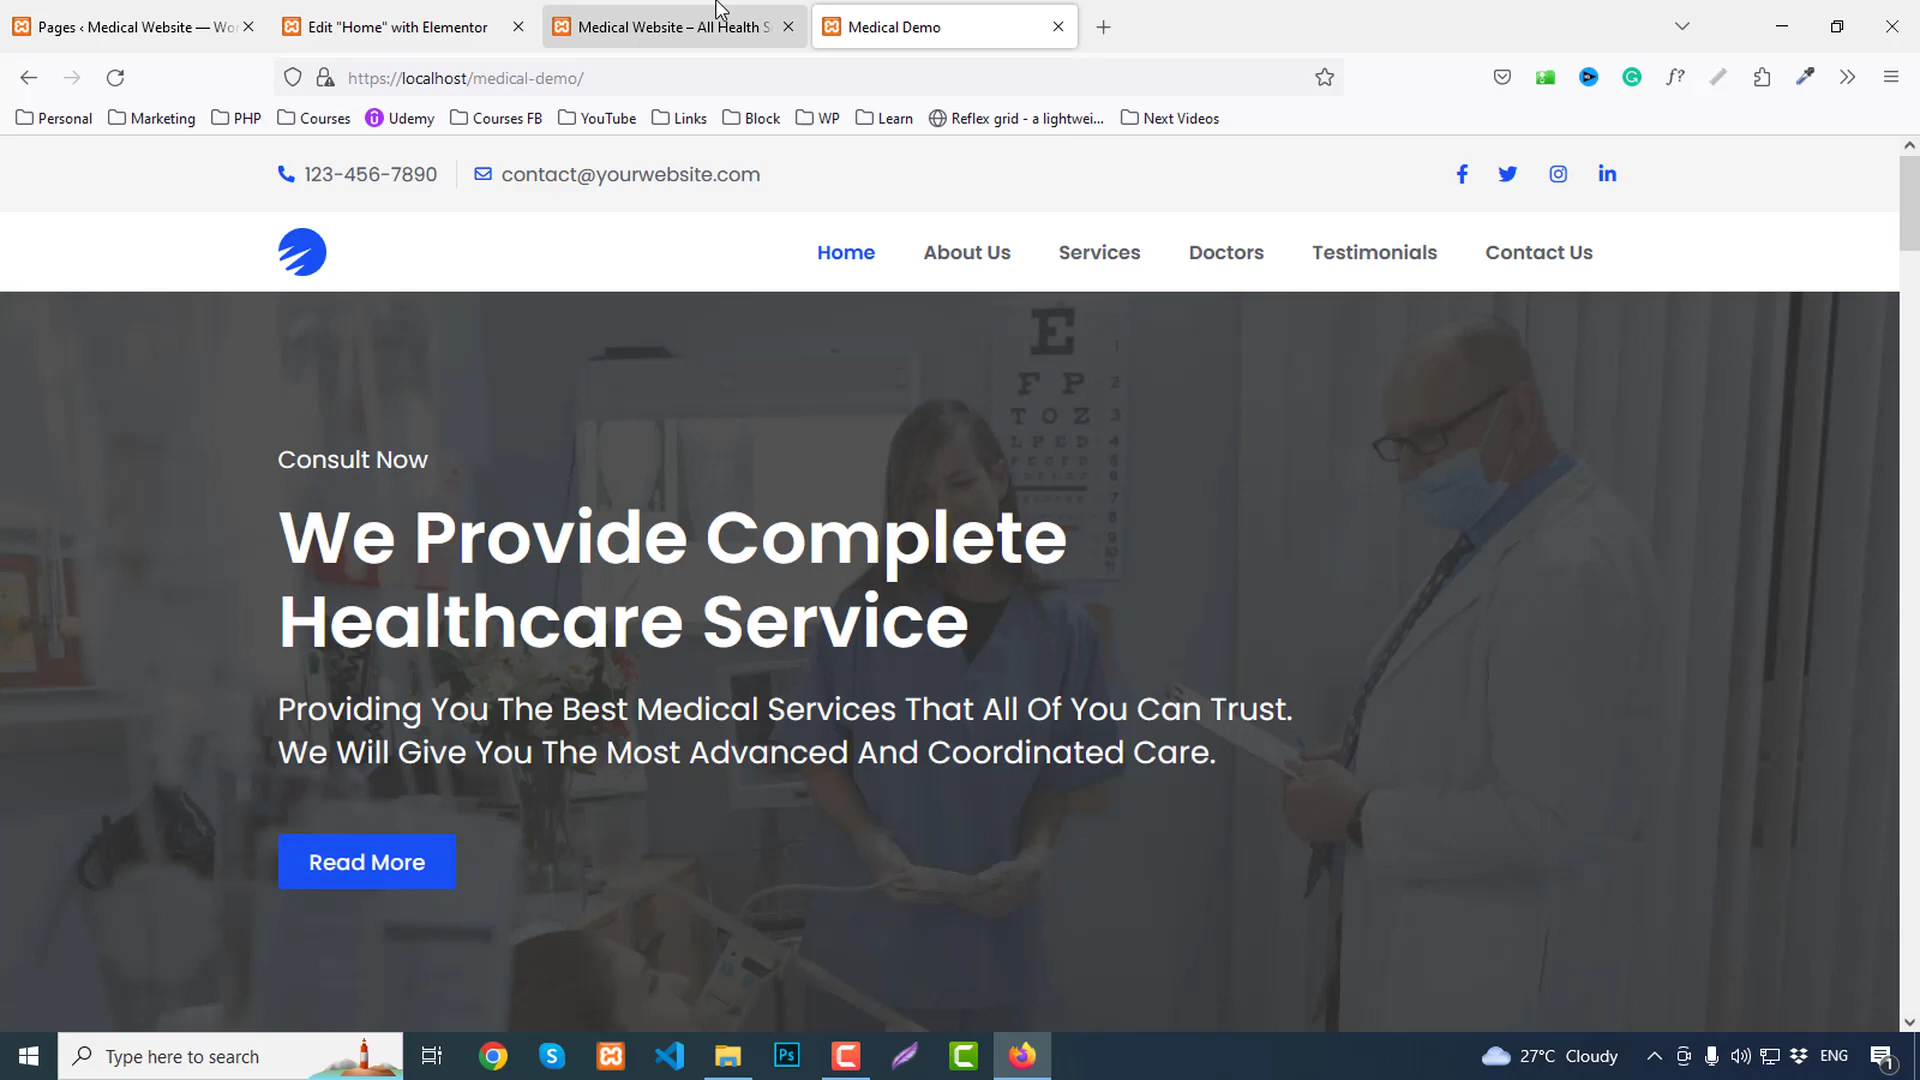 Pages ‹ Medical Website — Wor
Edit "Home" with Elementor
Medical Website – All Health S
Medical Demo
https://localhost/medical-demo/
f?
Personal
Marketing
PHP
Courses
Udemy
Courses FB
YouTube
Links
Block
WP
Learn
Reflex grid - a lightwei...
Next Videos
123-456-7890
contact@yourwebsite.com
Home
About Us
Services
Doctors
Testimonials
Contact Us
E
F P
T O Z
L P E D
P E C F D
Consult Now
We Provide Complete
Healthcare Service
Providing You The Best Medical Services That All Of You Can Trust.
We Will Give You The Most Advanced And Coordinated Care.
Read More
Type here to search
Ps
27°C Cloudy
ENG
1